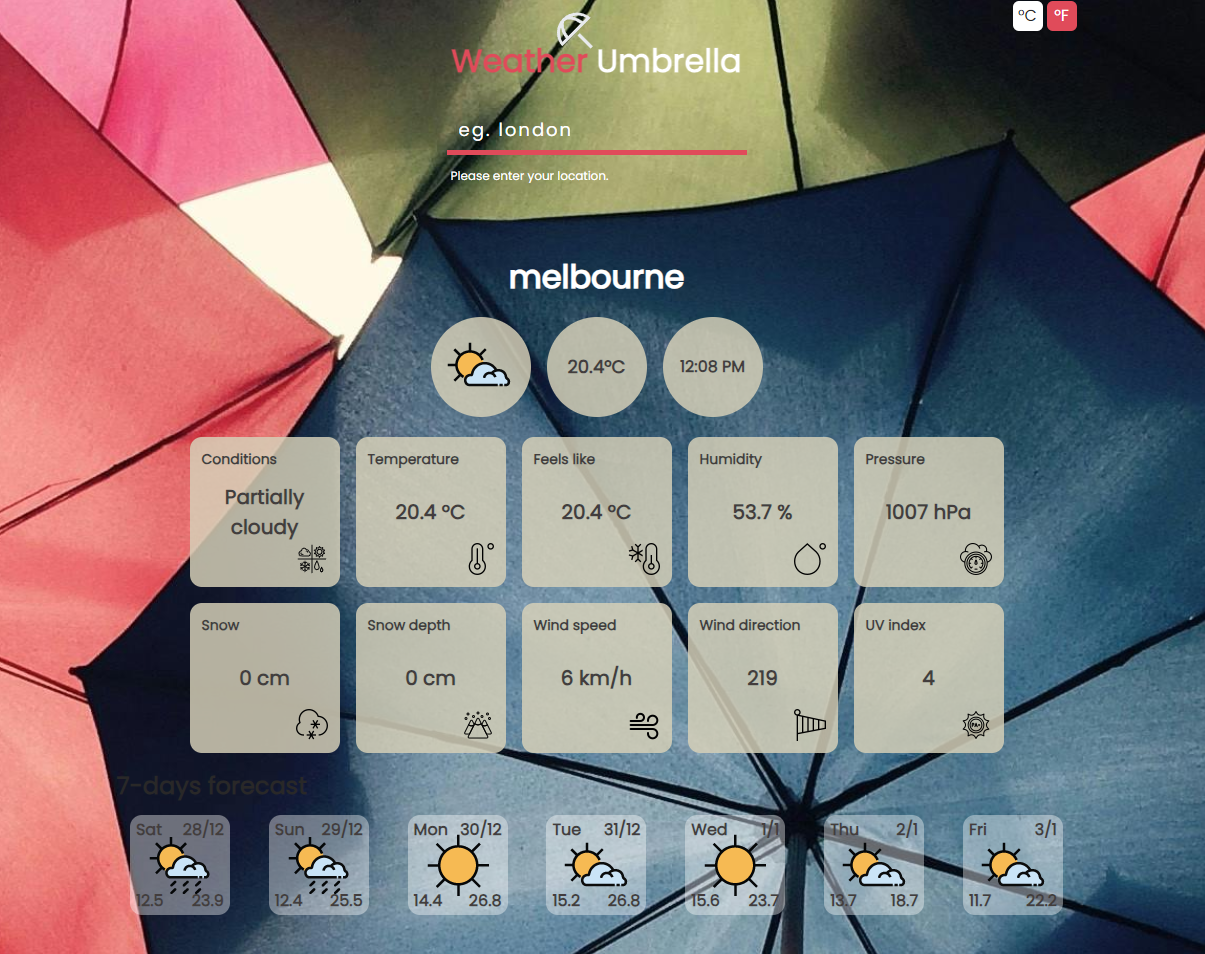 °C °F
Weather Umbrella
eg. london
Please enter your location.
melbourne
20.4°C 12:08 PM
Conditions Temperature Feels like Humidity Pressure
Partially
cloudy
20.4 °C 20.4 °C 53.7 % 1007 hPa
Snow Snow depth Wind speed Wind direction UV index
0 cm 0 cm 6 km/h 219 4
PA+
7-days forecast
Sat 28/12 Sun 29/12 Mon 30/12 Tue 31/12 Wed 1/1 Thu 2/1 Fri 3/1
12.5 23.9 12.4 25.5 14.4 26.8 15.2 26.8 15.6 23.7 13.7 18.7 11.7 22.2